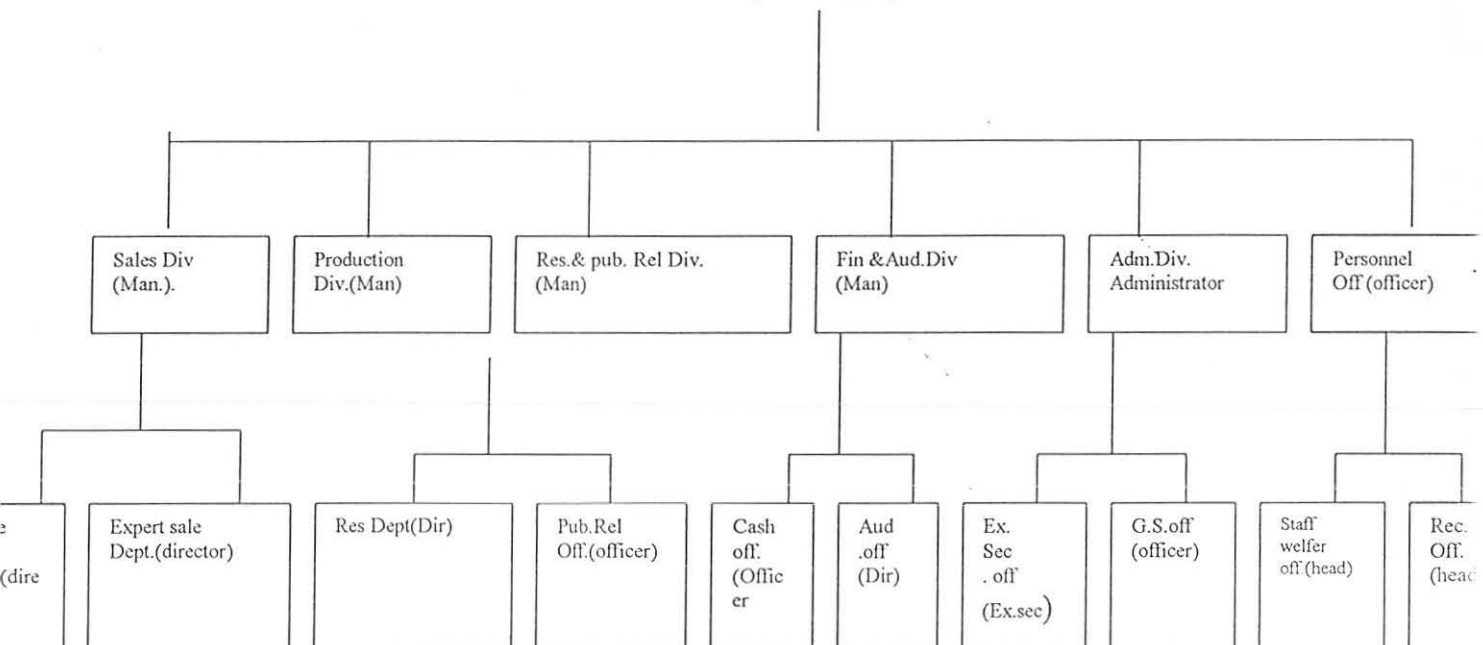 Sales Div
(Man.).
Production
Div.(Man)
Res.& pub. Rel Div.
(Man)
Fin &Aud.Div
(Man)
Adm.Div.
Administrator
Personnel
Off (officer)
e
(dire
Expert sale
Dept.(director)
Res Dept(Dir)
Pub.Rel
Off.(officer)
Cash
off.
(Offic
er
Aud
.off
(Dir)
Ex.
Sec
. off
(Ex.sec)
G.S.off
(officer)
Staff
welfer
off.(head)
Rec.
Off.
(head